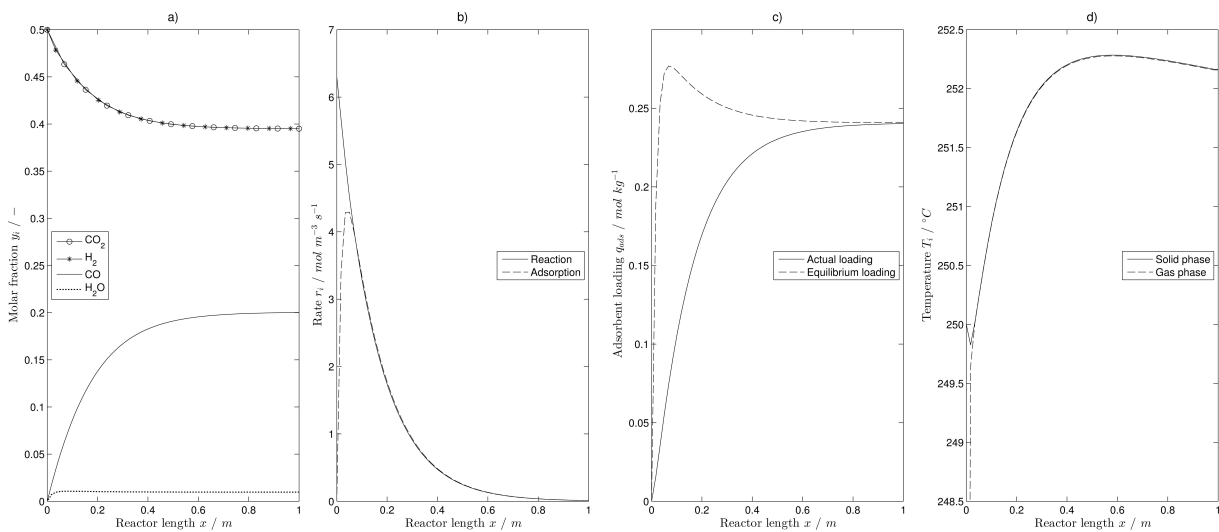 a)
0.5
0.45
0.4
0.35
0.3
0.25
0.2
0.15
0.1
0.05
0
Molar fraction y_i / −
CO_2
H_2
CO
H_2O
0 0.2 0.4 0.6 0.8 1
Reactor length x / m
b)
7
6
5
4
3
2
1
0
Rate r_i / mol m^{−3} s^{−1}
Reaction
Adsorption
0 0.2 0.4 0.6 0.8 1
Reactor length x / m
c)
0.25
0.2
0.15
0.1
0.05
0
Adsorbent loading q_{ads} / mol kg^{−1}
Actual loading
Equilibrium loading
0 0.2 0.4 0.6 0.8 1
Reactor length x / m
d)
252.5
252
251.5
251
250.5
250
249.5
249
248.5
Temperature T_i / °C
Solid phase
Gas phase
0 0.2 0.4 0.6 0.8 1
Reactor length x / m